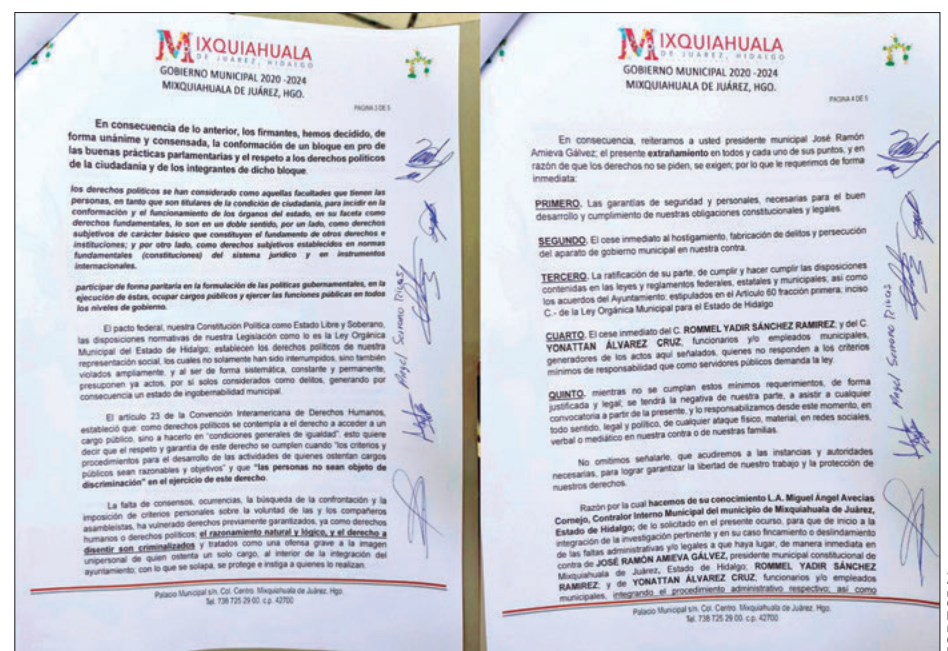 MIXQUIAHUALA
DE JUÁREZ, HIDALGO
GOBIERNO MUNICIPAL 2020 -2024
MIXQUIAHUALA DE JUÁREZ, HGO.
PAGINA 3 DE 5
En consecuencia de lo anterior, los firmantes, hemos decidido, de
forma unánime y consensada, la conformación de un bloque en pro de
las buenas prácticas parlamentarias y el respeto a los derechos políticos
de la ciudadanía y de los integrantes de dicho bloque.
los derechos políticos se han considerado como aquellas facultades que tienen las
personas, en tanto que son titulares de la condición de ciudadanía, para incidir en la
conformación y el funcionamiento de los órganos del estado, en su faceta como
derechos fundamentales, lo son en un doble sentido, por un lado, como derechos
subjetivos de carácter básico que constituyen el fundamento de otros derechos e
instituciones; y por otro lado, como derechos subjetivos establecidos en normas
fundamentales (constituciones) del sistema jurídico y en instrumentos
internacionales.
participar de forma paritaria en la formulación de las políticas gubernamentales, en la
ejecución de éstas, ocupar cargos públicos y ejercer las funciones públicas en todos
los niveles de gobierno.
El pacto federal, nuestra Constitución Política como Estado Libre y Soberano,
las disposiciones normativas de nuestra Legislación como lo es la Ley Orgánica
Municipal del Estado de Hidalgo; establecen los derechos políticos de nuestra
representación social, los cuales no solamente han sido interrumpidos, sino también
violados ampliamente, y al ser de forma sistemática, constante y permanente,
presuponen ya actos, por si solos considerados como delitos, generando por
consecuencia un estado de ingobernabilidad municipal.
El artículo 23 de la Convención Interamericana de Derechos Humanos,
estableció que: como derechos políticos se contempla a el derecho a acceder a un
cargo público, sino a hacerlo en "condiciones generales de igualdad", esto quiere
decir que el respeto y garantía de este derecho se cumplen cuando "los criterios y
procedimientos para el desarrollo de las actividades de quienes ostentan cargos
públicos sean razonables y objetivos" y que "las personas no sean objeto de
discriminación" en el ejercicio de este derecho.
La falta de consensos, ocurrencias, la búsqueda de la confrontación y la
imposición de criterios personales sobre la voluntad de las y los compañeros
asambleístas, ha vulnerado derechos previamente garantizados, ya como derechos
humanos o derechos políticos; el razonamiento natural y lógico, y el derecho a
disentir son criminalizados y tratados como una ofensa grave a la imagen
unipersonal de quien ostenta un solo cargo, al interior de la integración del
ayuntamiento; con lo que se solapa, se protege e instiga a quienes lo realizan.
Palacio Municipal s/n. Col. Centro. Mixquiahuala de Juárez. Hgo.
Tel. 738 725 29 00. c.p. 42700
Angel Serrano Trivas
MIXQUIAHUALA
DE JUÁREZ, HIDALGO
GOBIERNO MUNICIPAL 2020 -2024
MIXQUIAHUALA DE JUÁREZ, HGO.
PAGINA 4 DE 5
En consecuencia, reiteramos a usted presidente municipal José Ramón
Amieva Gálvez; el presente extrañamiento en todos y cada uno de sus puntos, y en
razón de que los derechos no se piden, se exigen; por lo que le requerimos de forma
inmediata:
PRIMERO. Las garantías de seguridad y personales, necesarias para el buen
desarrollo y cumplimiento de nuestras obligaciones constitucionales y legales.
SEGUNDO. El cese inmediato al hostigamiento, fabricación de delitos y persecución
del aparato de gobierno municipal en nuestra contra.
TERCERO. La ratificación de su parte, de cumplir y hacer cumplir las disposiciones
contenidas en las leyes y reglamentos federales, estatales y municipales; así como
los acuerdos del Ayuntamiento; estipulados en el Artículo 60 fracción primera; inciso
C.- de la Ley Orgánica Municipal para el Estado de Hidalgo
CUARTO. El cese inmediato del C. ROMMEL YADIR SÁNCHEZ RAMIREZ; y del C.
YONATTAN ÁLVAREZ CRUZ; funcionarios y/o empleados municipales,
generadores de los actos aquí señalados, quienes no responden a los criterios
mínimos de responsabilidad que como servidores públicos demanda la ley.
QUINTO. mientras no se cumplan estos mínimos requerimientos, de forma
justificada y legal; se tendrá la negativa de nuestra parte, a asistir a cualquier
convocatoria a partir de la presente, y lo responsabilizamos desde este momento, en
todo sentido, legal y político, de cualquier ataque físico, material, en redes sociales,
verbal o mediático en nuestra contra o de nuestras familias.
No omitimos señalarle, que acudiremos a las instancias y autoridades
necesarias, para lograr garantizar la libertad de nuestro trabajo y la protección de
nuestros derechos.
Razón por la cual hacemos de su conocimiento L.A. Miguel Ángel Avecías
Cornejo, Contralor Interno Municipal del municipio de Mixquiahuala de Juárez,
Estado de Hidalgo; de lo solicitado en el presente ocurso, para que de inicio a la
integración de la investigación pertinente y en su caso fincamiento o deslindamiento
de las faltas administrativas y/o legales a que haya lugar, de manera inmediata en
contra de JOSÉ RAMÓN AMIEVA GÁLVEZ, presidente municipal constitucional de
Mixquiahuala de Juárez, Estado de Hidalgo; ROMMEL YADIR SÁNCHEZ
RAMIREZ; y de YONATTAN ÁLVAREZ CRUZ; funcionarios y/o empleados
municipales, integrando el procedimiento administrativo respectivo; así como
Palacio Municipal s/n. Col. Centro. Mixquiahuala de Juárez. Hgo.
Tel. 738 725 29 00. c.p. 42700
Angel Serrano Trivas